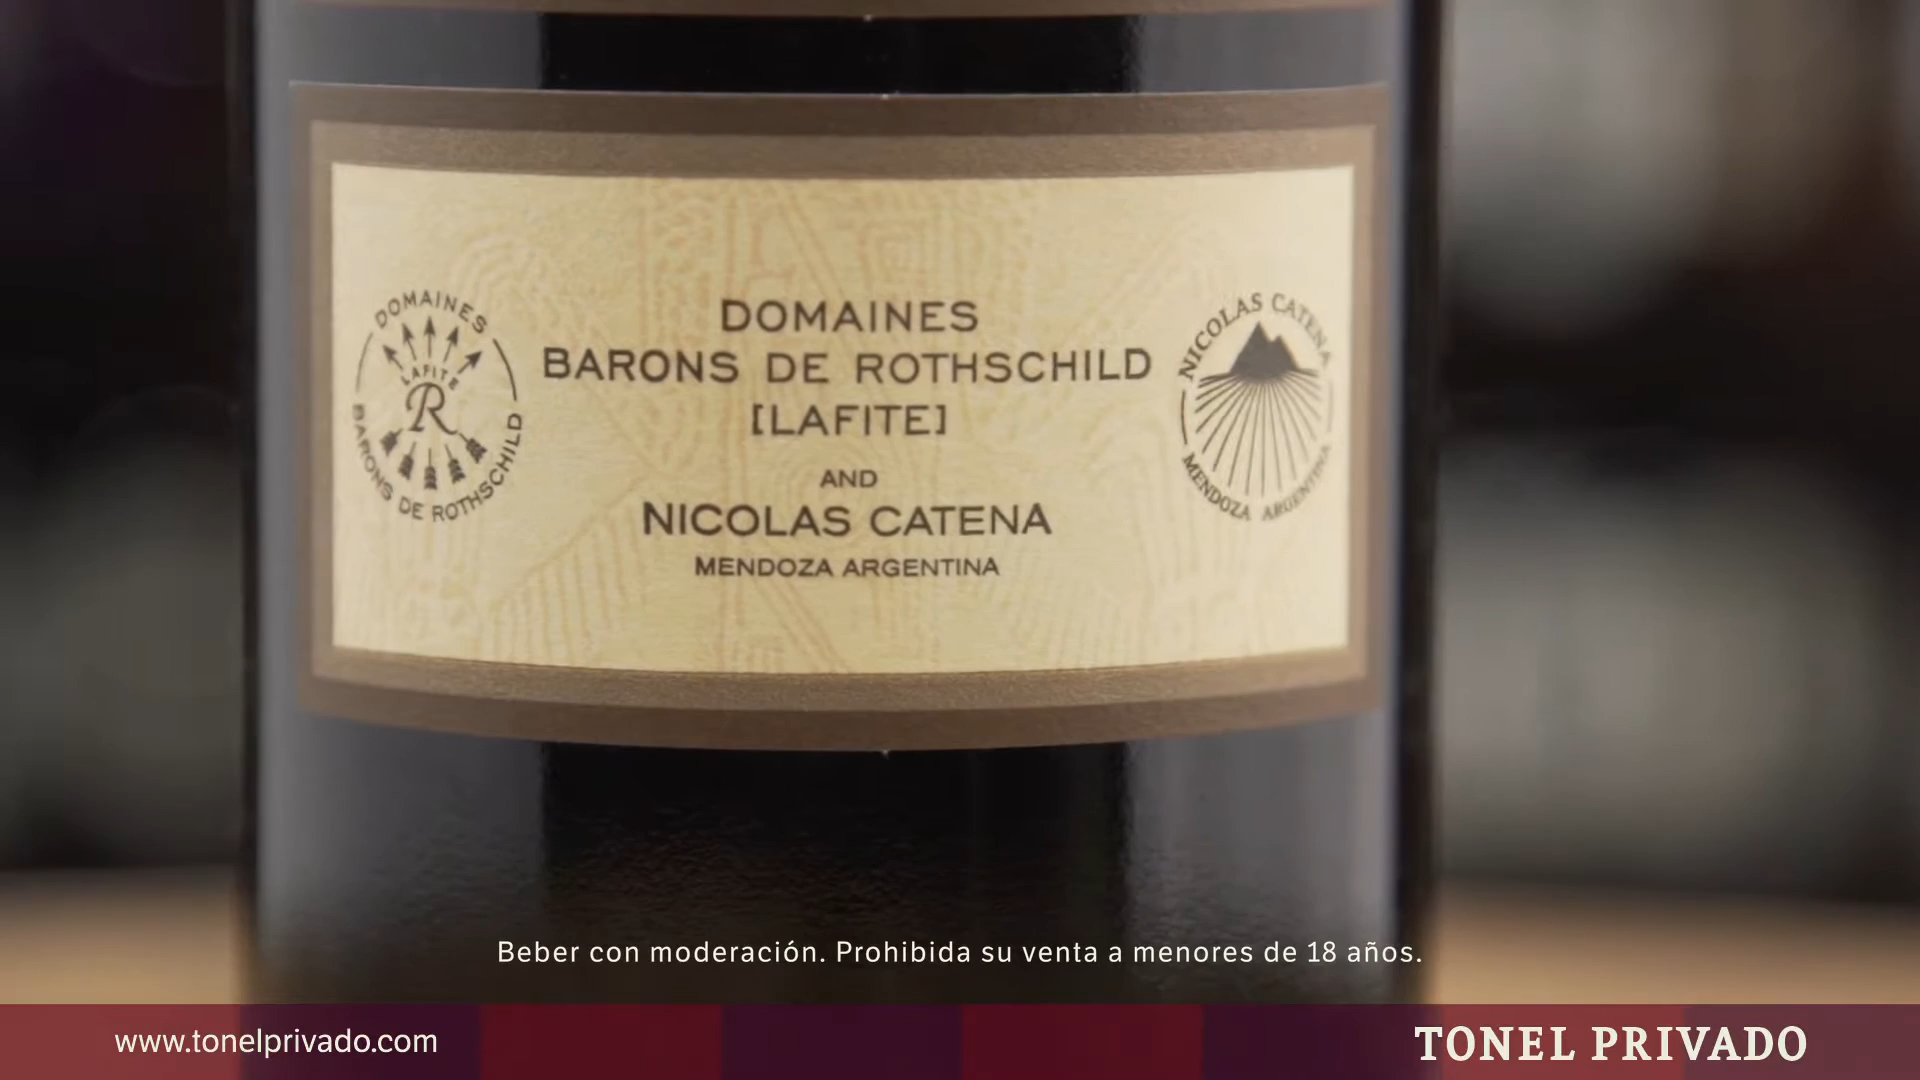 DOMAINES
LAFITE
R
BARONS DE ROTHSCHILD
DOMAINES
BARONS DE ROTHSCHILD
[LAFITE]
AND
NICOLAS CATENA
MENDOZA ARGENTINA
NICOLAS CATENA
MENDOZA ARGENTINA
Beber con moderación. Prohibida su venta a menores de 18 años.
www.tonelprivado.com
TONEL PRIVADO